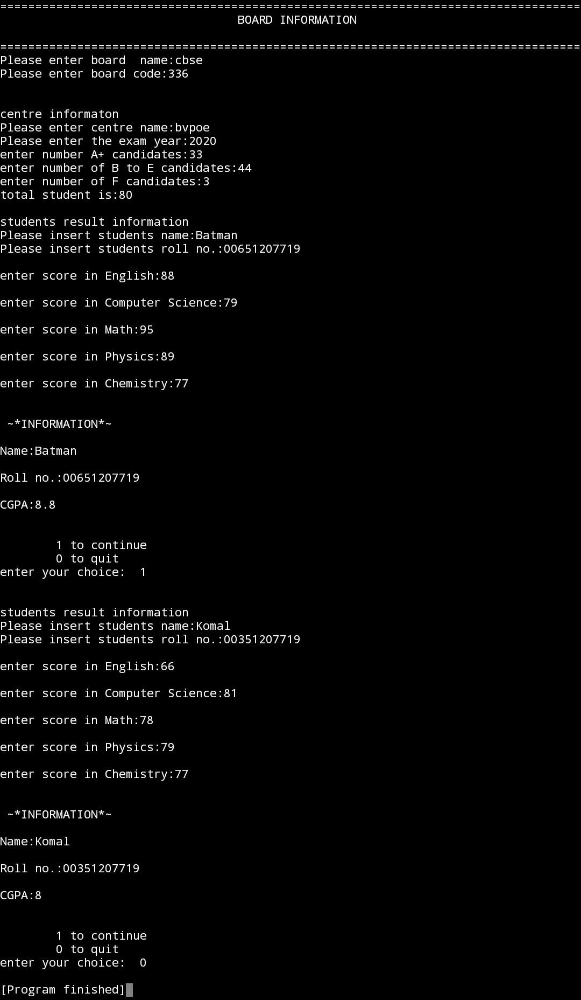 ===================================================================================
BOARD INFORMATION
===================================================================================
Please enter board  name:cbse
Please enter board code:336
centre informaton
Please enter centre name:bvpoe
Please enter the exam year:2020
enter number A+ candidates:33
enter number of B to E candidates:44
enter number of F candidates:3
total student is:80
students result information
Please insert students name:Batman
Please insert students roll no.:00651207719
enter score in English:88
enter score in Computer Science:79
enter score in Math:95
enter score in Physics:89
enter score in Chemistry:77
~*INFORMATION*~
Name:Batman
Roll no.:00651207719
CGPA:8.8
1 to continue
0 to quit
enter your choice:  1
students result information
Please insert students name:Komal
Please insert students roll no.:00351207719
enter score in English:66
enter score in Computer Science:81
enter score in Math:78
enter score in Physics:79
enter score in Chemistry:77
~*INFORMATION*~
Name:Komal
Roll no.:00351207719
CGPA:8
1 to continue
0 to quit
enter your choice:  0
[Program finished]